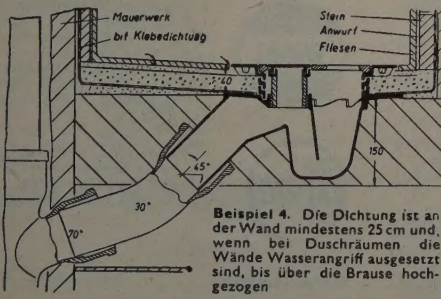 Mauerwerk
bit Klebedichtung
Stein
Anwurf
Fliesen
40
150
45°
30°
70°
Beispiel 4. Die Dichtung ist an
der Wand mindestens 25 cm und,
wenn bei Duschräumen die
Wände Wasserangriff ausgesetzt
sind, bis über die Brause hoch-
gezogen